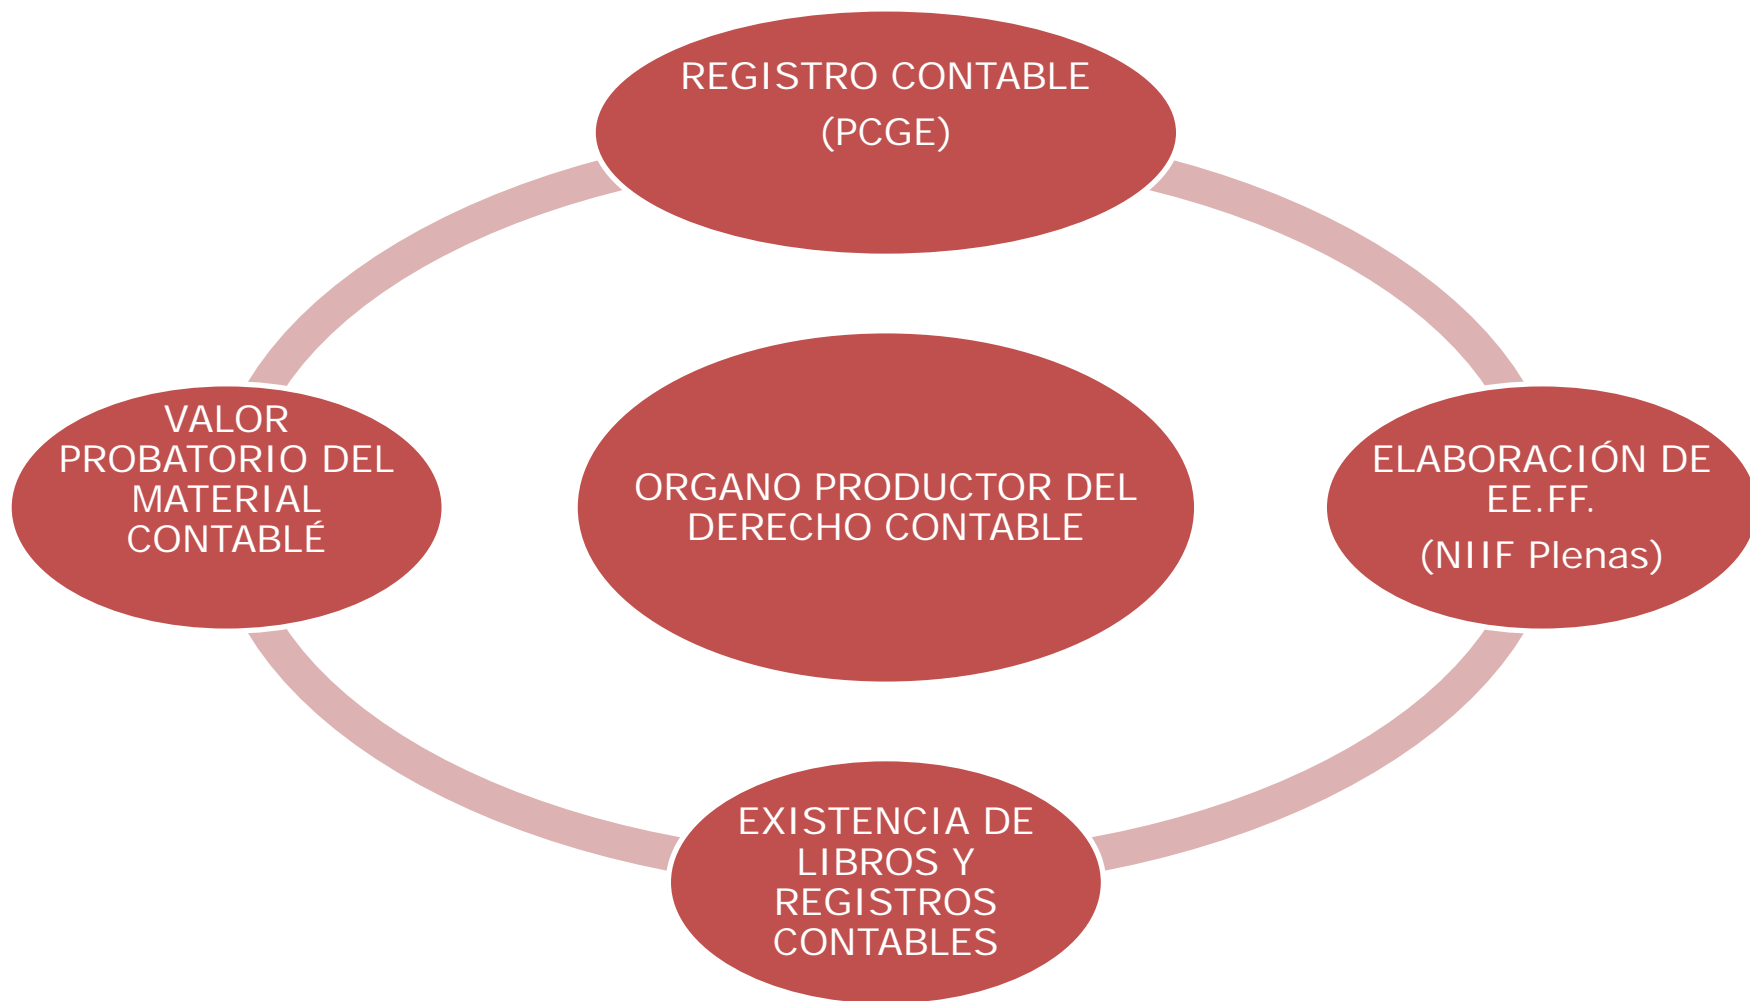 REGISTRO CONTABLE
(PCGE)
VALOR
PROBATORIO DEL
MATERIAL
CONTABLÉ
ORGANO PRODUCTOR DEL
DERECHO CONTABLE
ELABORACIÓN DE
EE.FF.
(NIIF Plenas)
EXISTENCIA DE
LIBROS Y
REGISTROS
CONTABLES